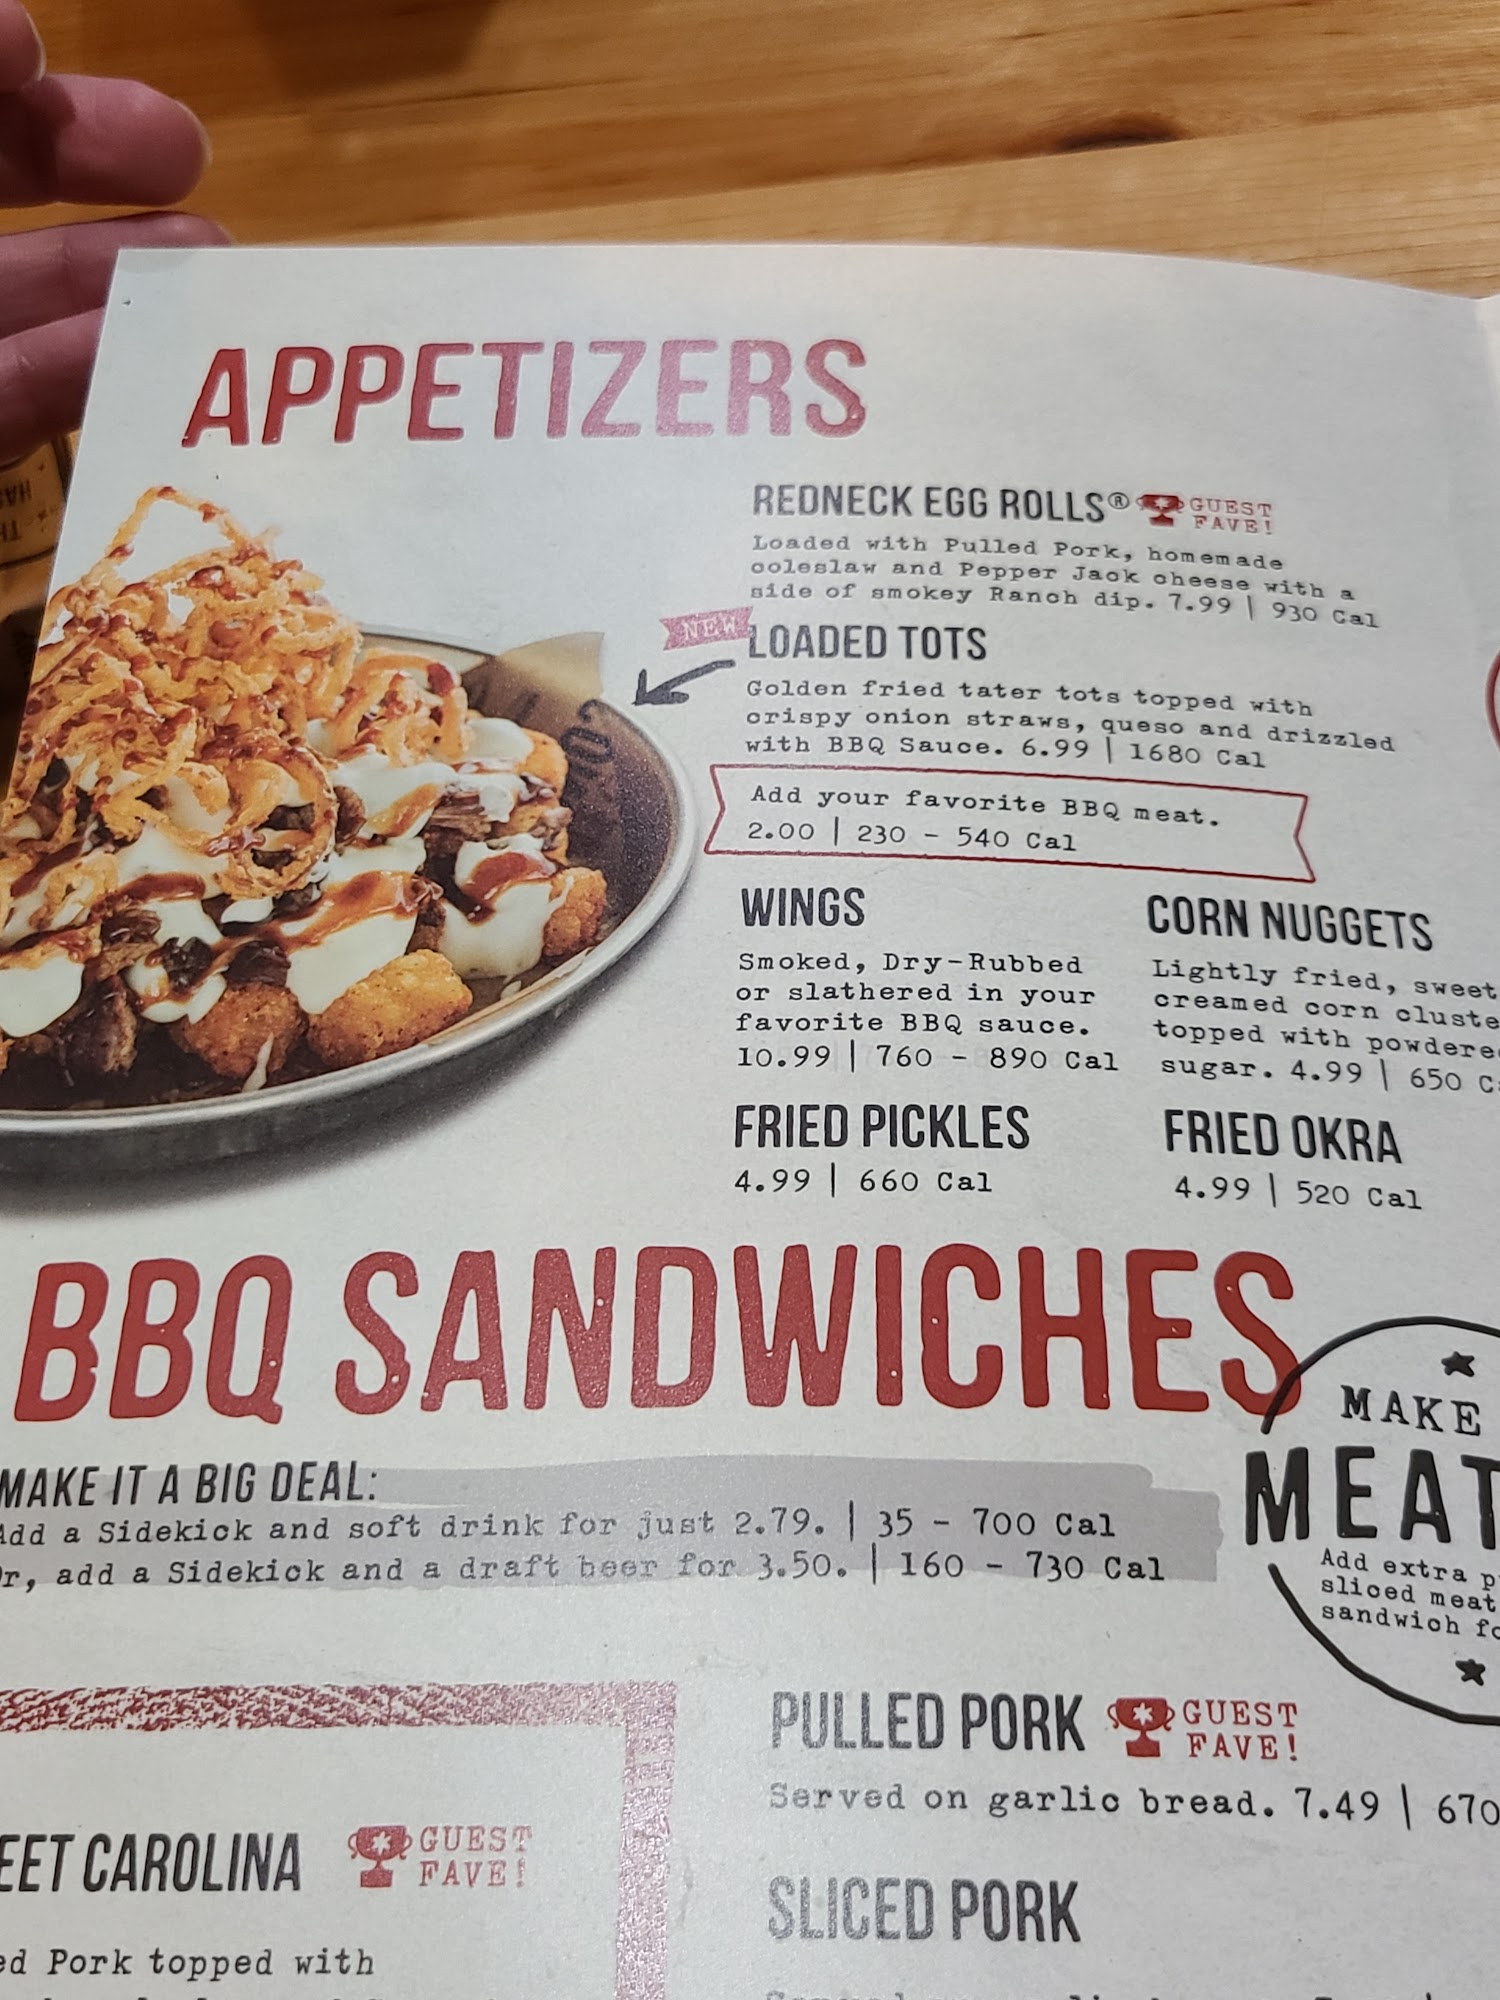 APPETIZERS
REDNECK EGG ROLLS® GUEST FAVE!
Loaded with Pulled Pork, homemade
coleslaw and Pepper Jack cheese with a
side of smokey Ranch dip. 7.99 | 930 Cal
NEW
LOADED TOTS
Golden fried tater tots topped with
crispy onion straws, queso and drizzled
with BBQ Sauce. 6.99 | 1680 Cal
Add your favorite BBQ meat.
2.00 | 230 - 540 Cal
WINGS
Smoked, Dry-Rubbed
or slathered in your
favorite BBQ sauce.
10.99 | 760 - 890 Cal
CORN NUGGETS
Lightly fried, sweet
creamed corn cluste
topped with powdere
sugar. 4.99 | 650 C
FRIED PICKLES
4.99 | 660 Cal
FRIED OKRA
4.99 | 520 Cal
BBQ SANDWICHES
MAKE IT A BIG DEAL:
Add a Sidekick and soft drink for just 2.79. | 35 - 700 Cal
r, add a Sidekick and a draft beer for 3.50. | 160 - 730 Cal
MAKE
MEAT
Add extra p
sliced meat
sandwich fo
EET CAROLINA GUEST FAVE!
ed Pork topped with
PULLED PORK GUEST FAVE!
Served on garlic bread. 7.49 | 670
SLICED PORK